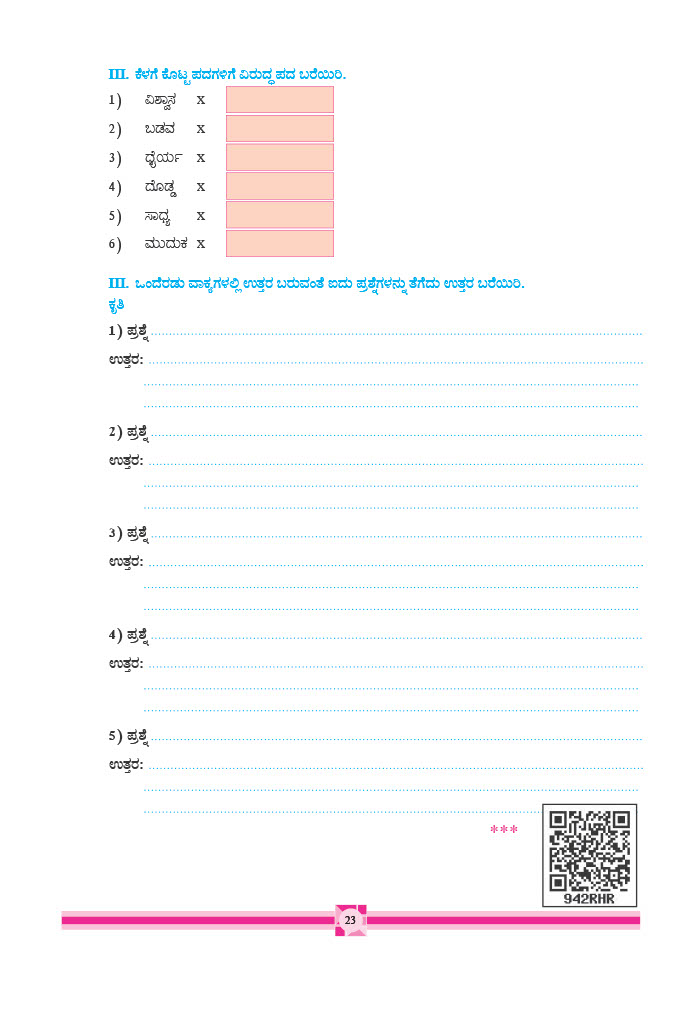 III. ಕೆಳಗೆ ಕೊಟ್ಟ ಪದಗಳಿಗೆ ವಿರುದ್ಧ ಪದ ಬರೆಯಿರಿ.
1) ವಿಶ್ವಾಸ x
2) ಬಡವ x
3) ಧೈರ್ಯ x
4) ದೊಡ್ಡ x
5) ಸಾಧ್ಯ x
6) ಮುದುಕ x
III. ಒಂದೆರಡು ವಾಕ್ಯಗಳಲ್ಲಿ ಉತ್ತರ ಬರುವಂತೆ ಐದು ಪ್ರಶ್ನೆಗಳನ್ನು ತೆಗೆದು ಉತ್ತರ ಬರೆಯಿರಿ.
ಕೃತಿ
1) ಪ್ರಶ್ನೆ
ಉತ್ತರ:
2) ಪ್ರಶ್ನೆ
ಉತ್ತರ:
3) ಪ್ರಶ್ನೆ
ಉತ್ತರ:
4) ಪ್ರಶ್ನೆ
ಉತ್ತರ:
5) ಪ್ರಶ್ನೆ
ಉತ್ತರ:
***
942RHR
23